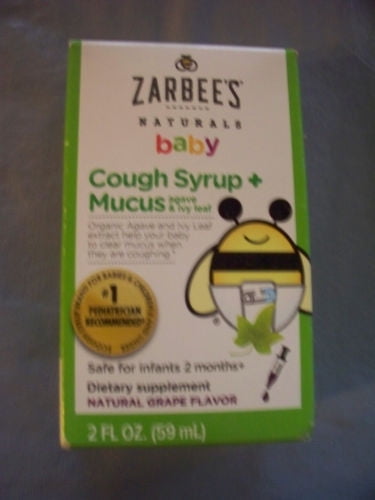 ZARBEE'S
NATURALS
baby
Cough Syrup +
Mucus agave & ivy leaf
Organic Agave and Ivy Leaf
extract help your baby
to clear mucus when
they are coughing.*
#1
PEDIATRICIAN
RECOMMENDED
Safe for Infants 2 months+
Dietary supplement
NATURAL GRAPE FLAVOR
2 FL OZ. (59 mL)